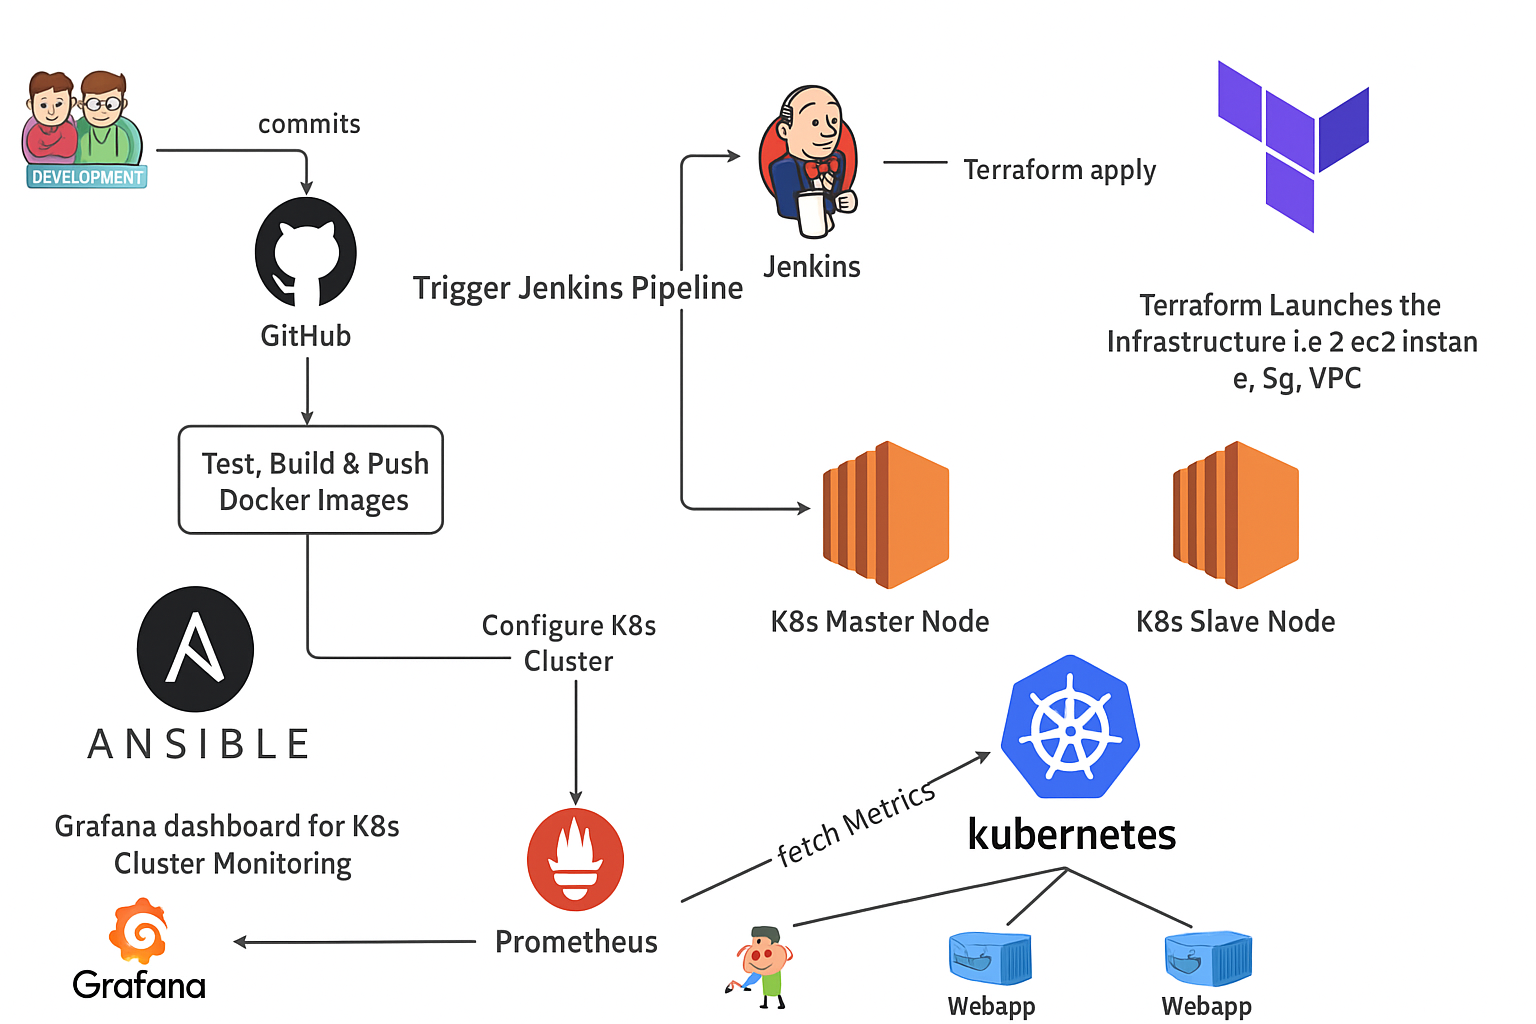 commits
DEVELOPMENT
GitHub
Trigger Jenkins Pipeline
Jenkins
Terraform apply
Terraform Launches the
Infrastructure i.e 2 ec2 instan
e, Sg, VPC
Test, Build & Push
Docker Images
K8s Master Node
K8s Slave Node
Configure K8s
Cluster
ANSIBLE
Grafana dashboard for K8s
Cluster Monitoring
Grafana
Prometheus
fetch Metrics
kubernetes
Webapp
Webapp